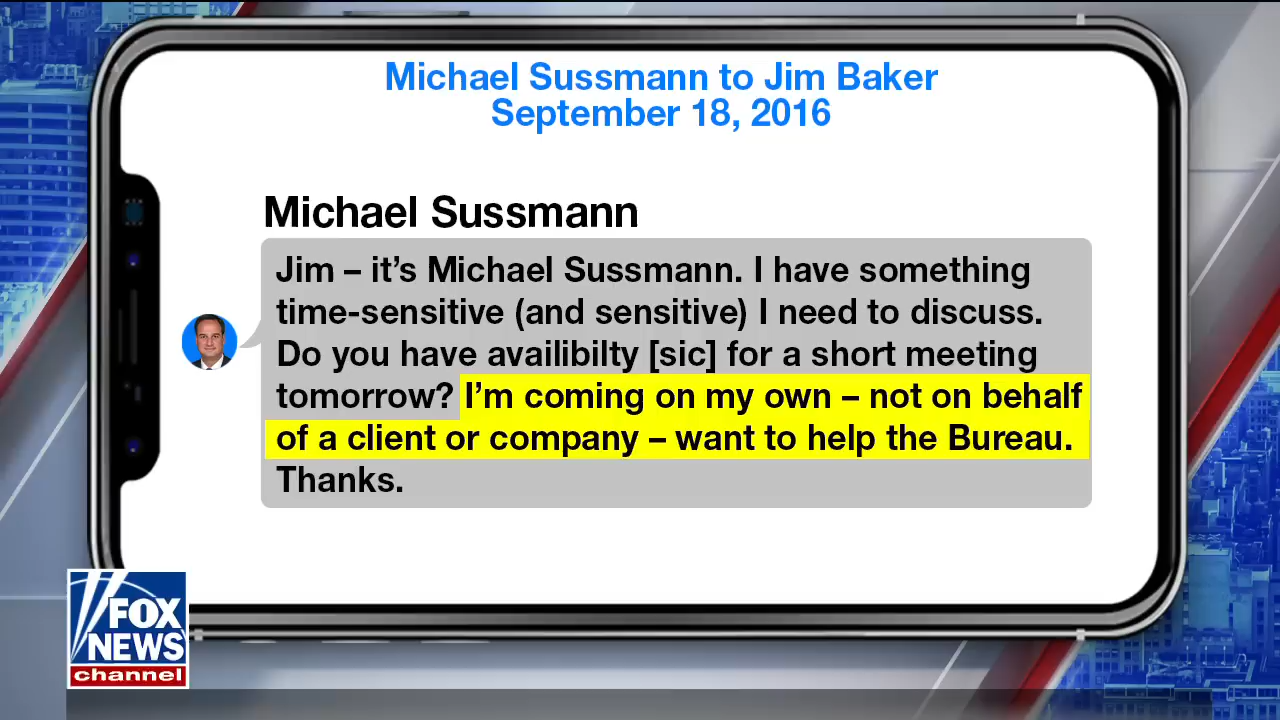 Michael Sussmann to Jim Baker
September 18, 2016
Michael Sussmann
Jim – it’s Michael Sussmann. I have something
time-sensitive (and sensitive) I need to discuss.
Do you have availibilty [sic] for a short meeting
tomorrow? I’m coming on my own – not on behalf
of a client or company – want to help the Bureau.
Thanks.
FOX
NEWS
channel